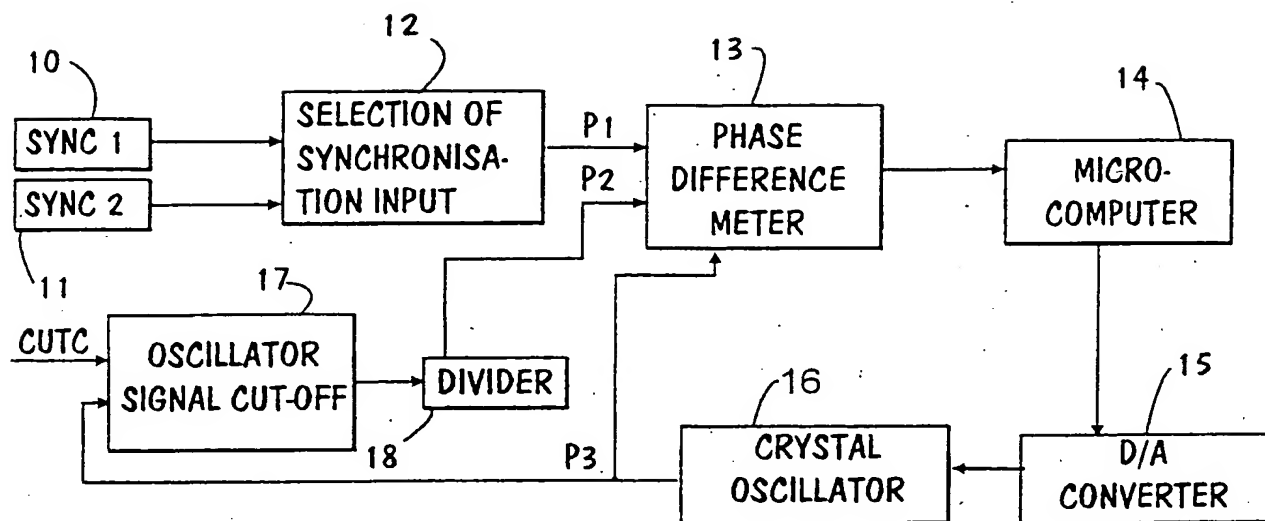 12
10
13
14
SYNC 1
SYNC 2
SELECTION OF
SYNCHRONISA-
TION INPUT
P1
P2
PHASE
DIFFERENCE
METER
MICRO-
COMPUTER
11
17
CUTC
OSCILLATOR
SIGNAL CUT-OFF
DIVIDER
18
P3
16
CRYSTAL
OSCILLATOR
15
D/A
CONVERTER